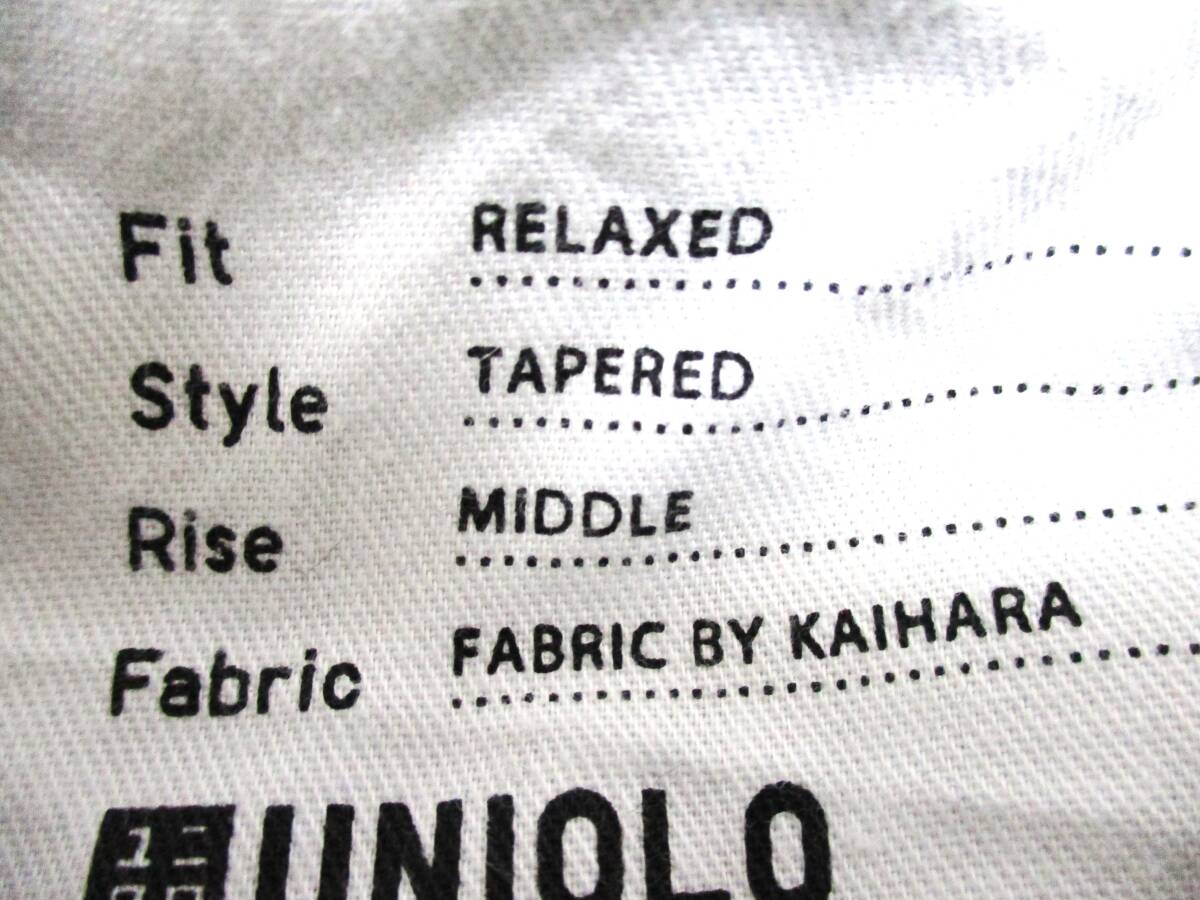 Fit RELAXED
Style TAPERED
Rise MIDDLE
Fabric FABRIC BY KAIHARA
UNIQLO